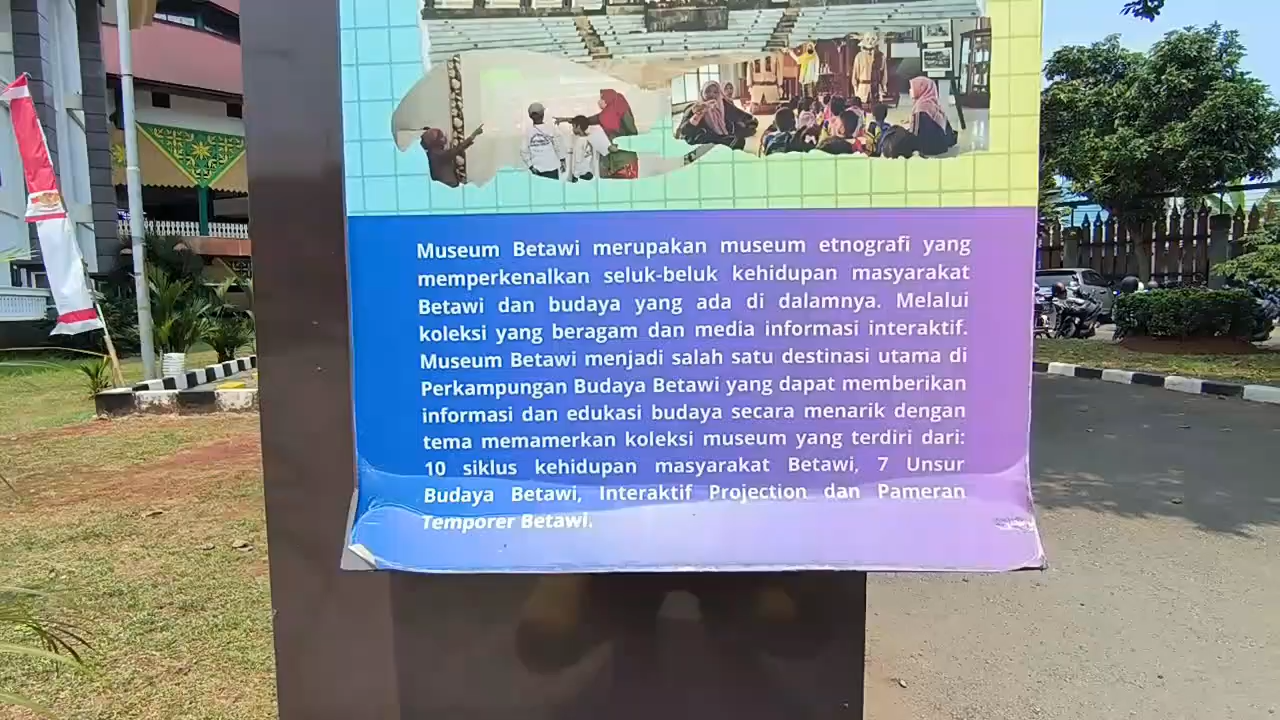 Museum Betawi merupakan museum etnografi yang
memperkenalkan seluk-beluk kehidupan masyarakat
Betawi dan budaya yang ada di dalamnya. Melalui
koleksi yang beragam dan media informasi interaktif.
Museum Betawi menjadi salah satu destinasi utama di
Perkampungan Budaya Betawi yang dapat memberikan
informasi dan edukasi budaya secara menarik dengan
tema memamerkan koleksi museum yang terdiri dari:
10 siklus kehidupan masyarakat Betawi, 7 Unsur
Budaya Betawi, Interaktif Projection dan Pameran
Temporer Betawi.